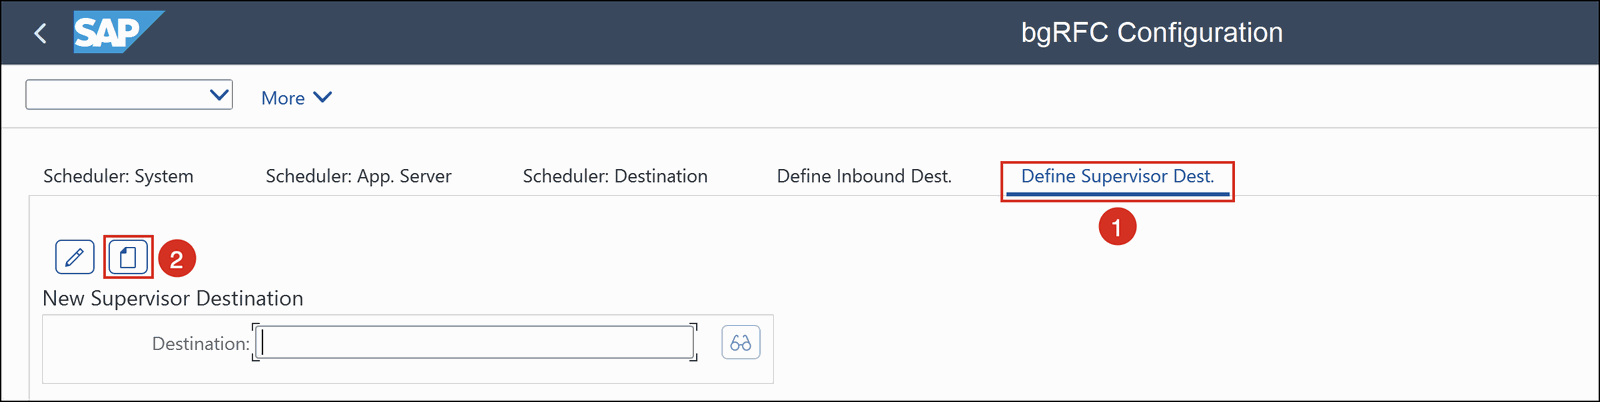 SAP
bgRFC Configuration
More
Scheduler: System Scheduler: App. Server Scheduler: Destination Define Inbound Dest. Define Supervisor Dest.
1
2
New Supervisor Destination
Destination: